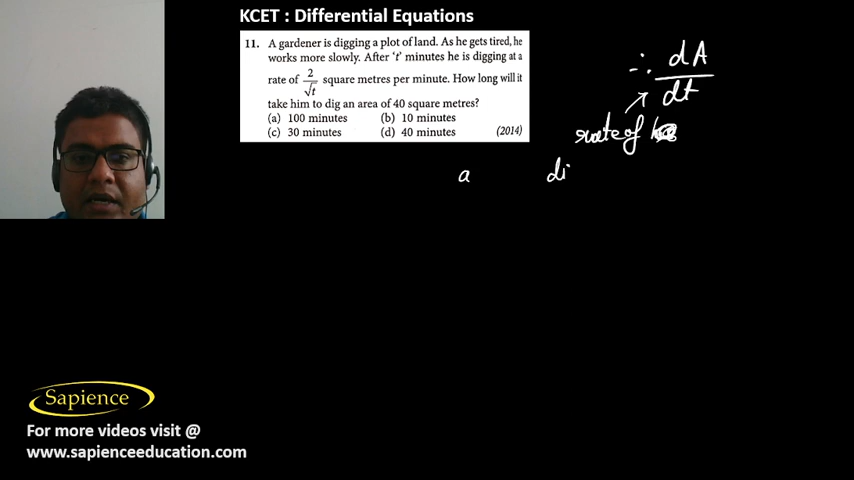 KCET : Differential Equations
11. A gardener is digging a plot of land. As he gets tired, he
works more slowly. After 't' minutes he is digging at a
rate of 2/√t square metres per minute. How long will it
take him to dig an area of 40 square metres?
(a) 100 minutes (b) 10 minutes
(c) 30 minutes (d) 40 minutes (2014)
∴ dA/dt
rate of
a di
Sapience
For more videos visit @
www.sapienceeducation.com